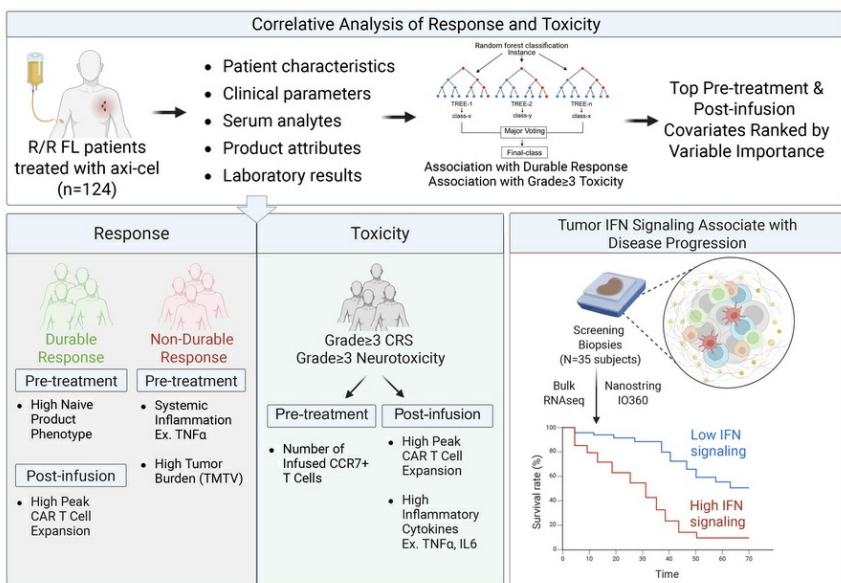 Correlative Analysis of Response and Toxicity
R/R FL patients
treated with axi-cel
(n=124)
• Patient characteristics
• Clinical parameters
• Serum analytes
• Product attributes
• Laboratory results
Random forest classification
Instance
TREE-1
TREE-2
TREE-n
class-x
class-y
class-x
Major Voting
Final-class
Association with Durable Response
Association with Grade≥3 Toxicity
Top Pre-treatment &
Post-infusion
Covariates Ranked by
Variable Importance
Response
Durable
Response
Pre-treatment
• High Naive
Product
Phenotype
Post-infusion
• High Peak
CAR T Cell
Expansion
Non-Durable
Response
Pre-treatment
• Systemic
Inflammation
Ex. TNFα
• High Tumor
Burden (TMTV)
Toxicity
Grade≥3 CRS
Grade≥3 Neurotoxicity
Pre-treatment
• Number of
Infused CCR7+
T Cells
Post-infusion
• High Peak
CAR T Cell
Expansion
• High
Inflammatory
Cytokines
Ex. TNFα, IL6
Tumor IFN Signaling Associate with
Disease Progression
Screening
Biopsies
(N=35 subjects)
Bulk
RNAseq
Nanostring
IO360
Survival rate (%)
100
80
60
40
20
0
Low IFN
signaling
High IFN
signaling
0 10 20 30 40 50 60 70
Time